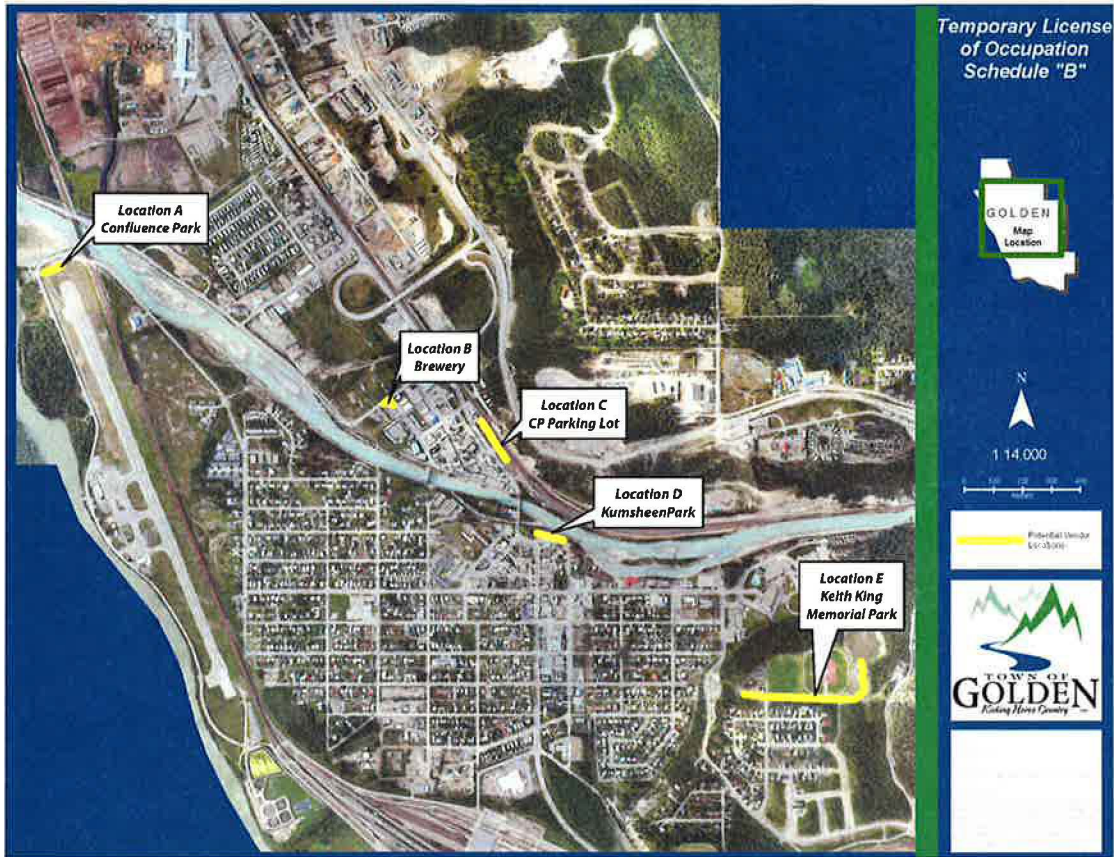 Temporary License
of Occupation
Schedule "B"
Location A
Confluence Park
GOLDEN
Map
Location
Location B
Brewery
N
Location C
CP Parking Lot
1:14,000
Location D
KumsheenPark
Potential Vendor
Locations
Location E
Keith King
Memorial Park
TOWN OF
GOLDEN
Kicking Horse Country